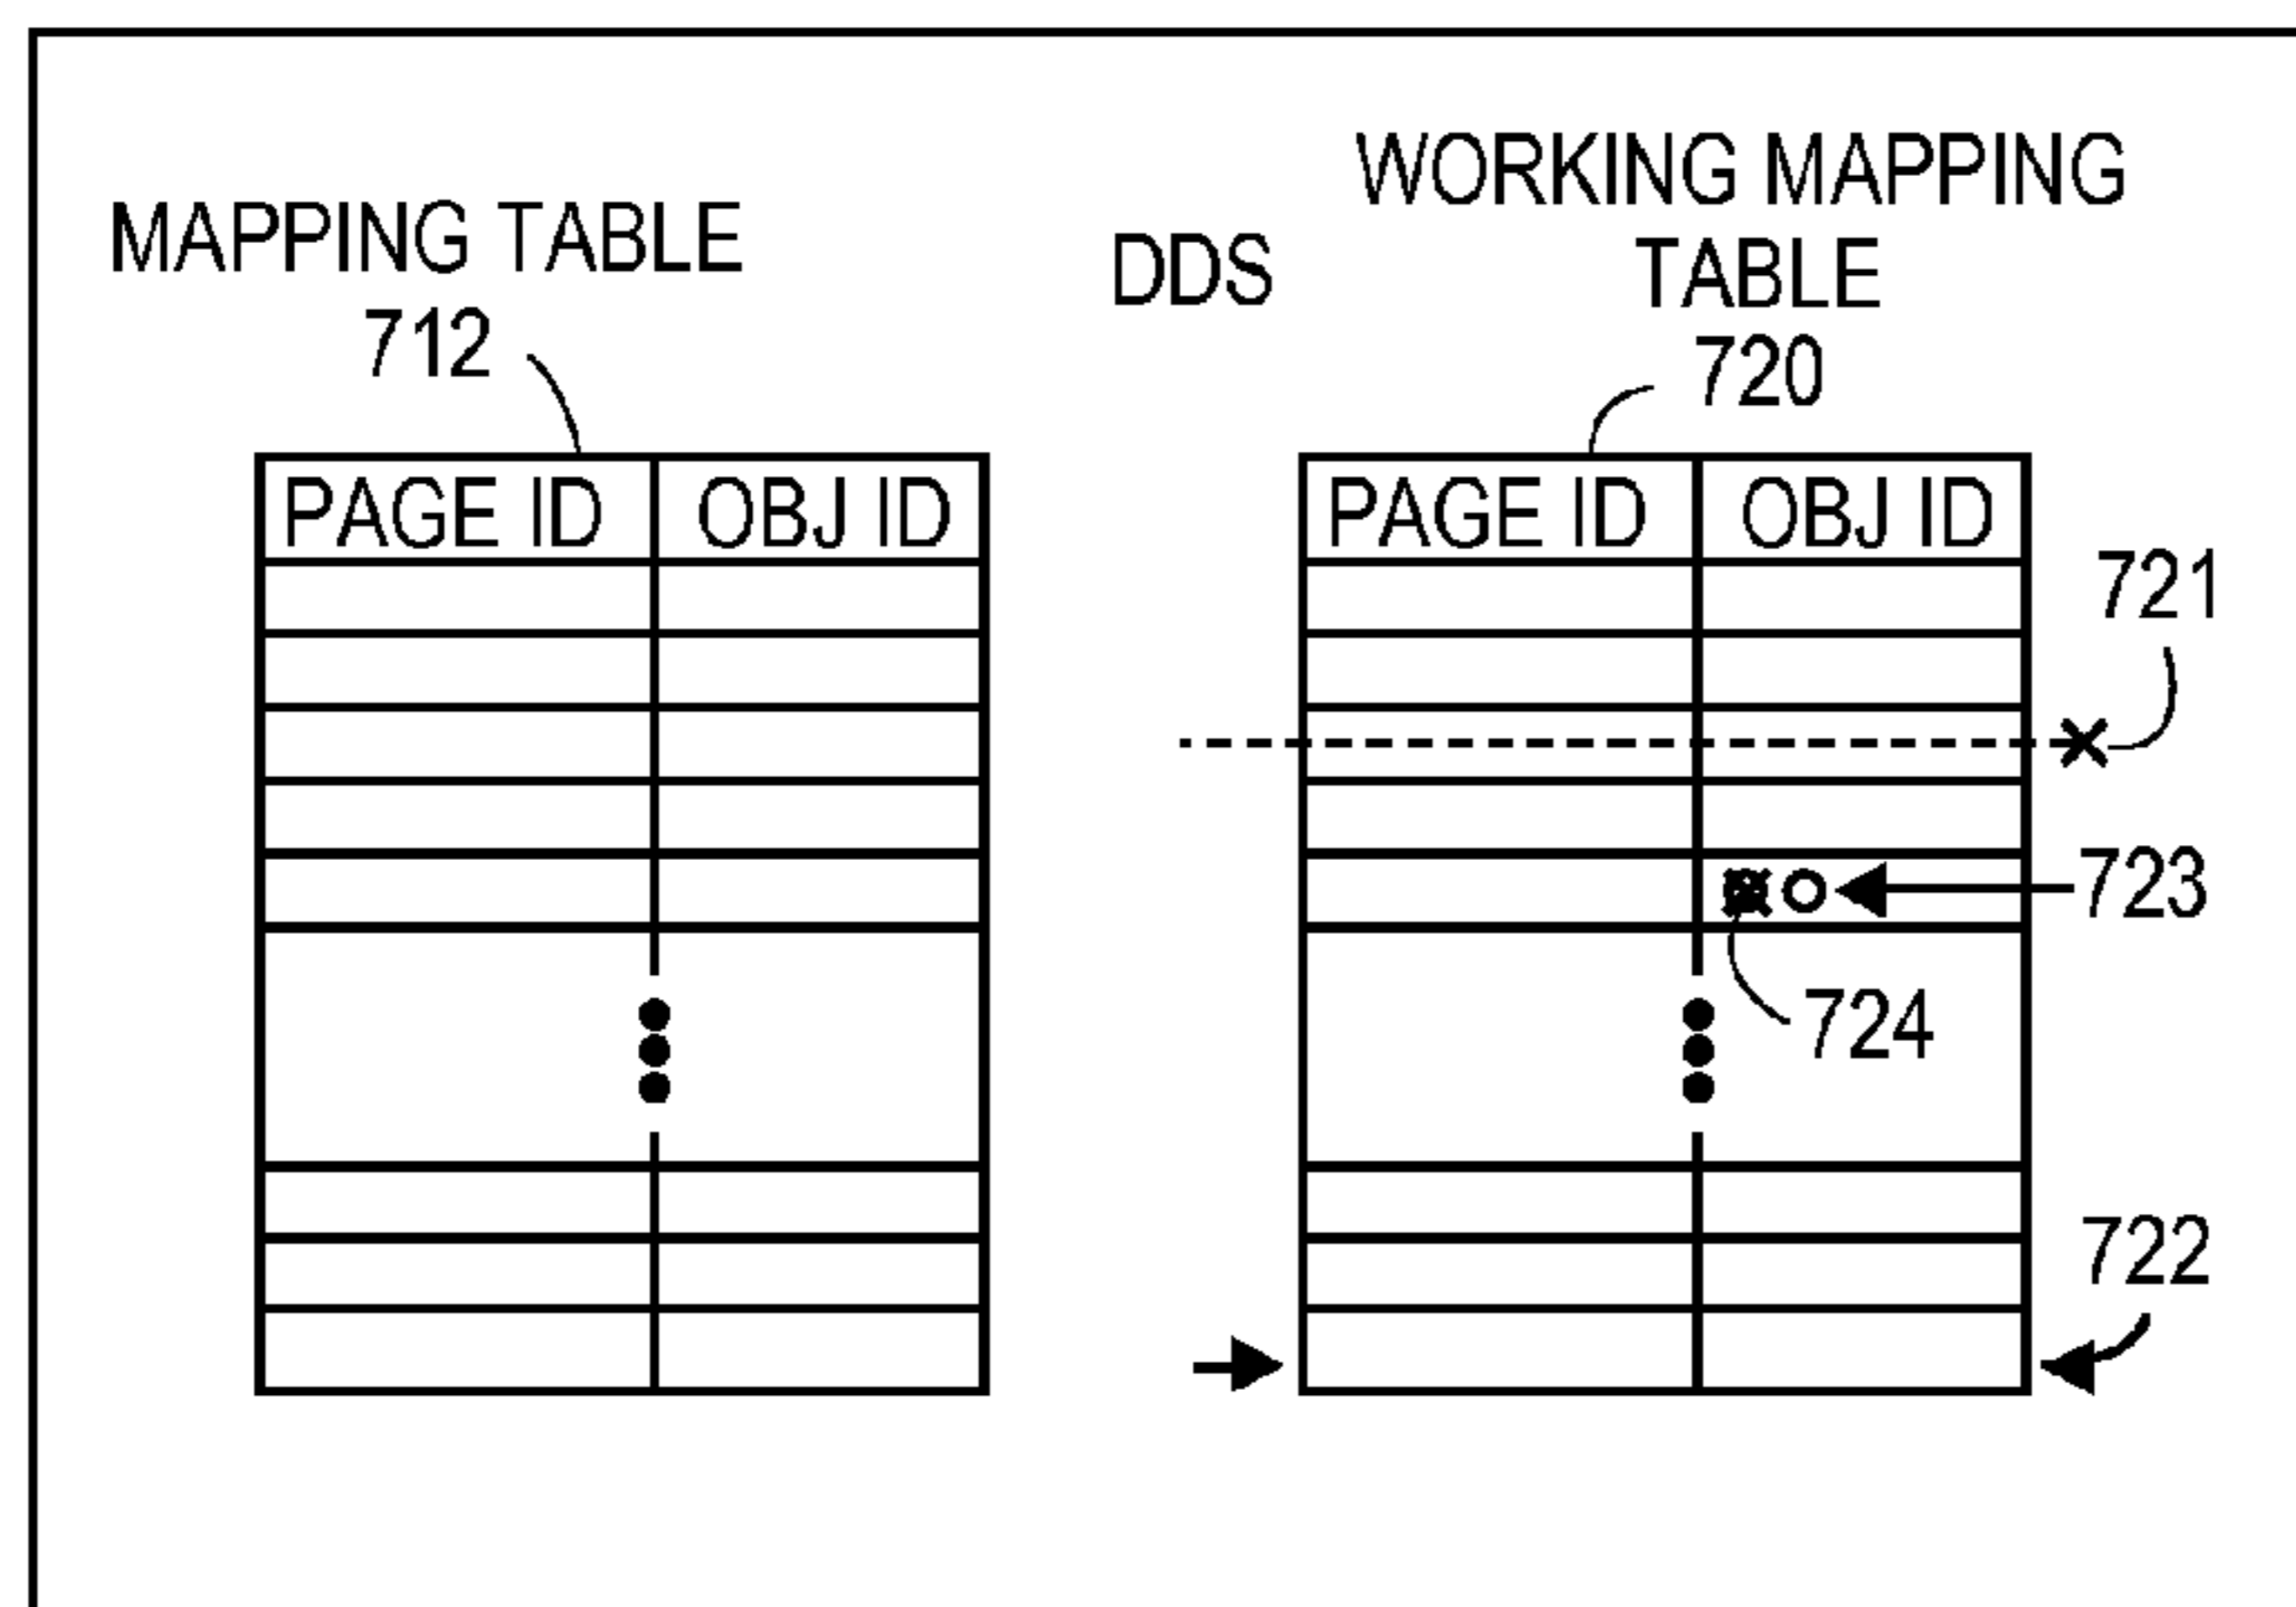 MAPPING TABLE
712
DDS
WORKING MAPPING
TABLE
720
PAGE ID OBJ ID
PAGE ID OBJ ID
721
723
724
722